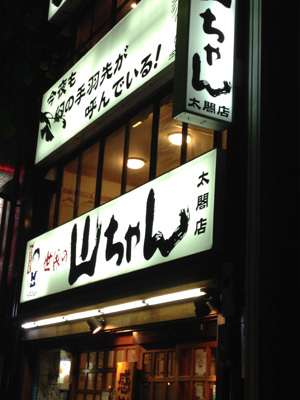 今夜も
幻の手羽先が
呼んでいる!
山ちゃん
太閤店
世界の
山ちゃん
太閤店